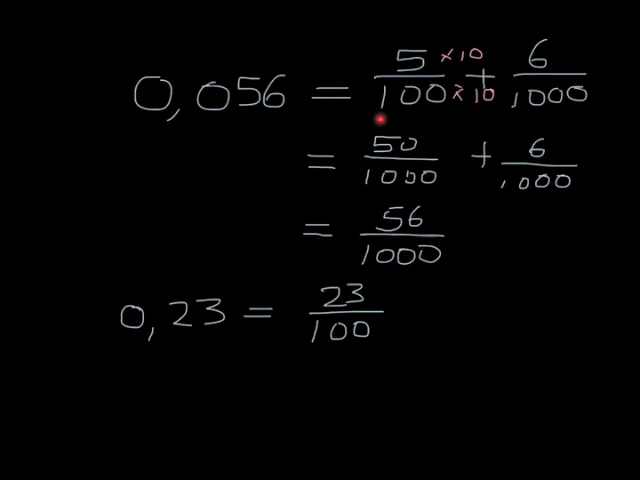 0,056 = 5/100 ×10/×10 + 6/1000
= 50/1000 + 6/1000
= 56/1000
0,23 = 23/100